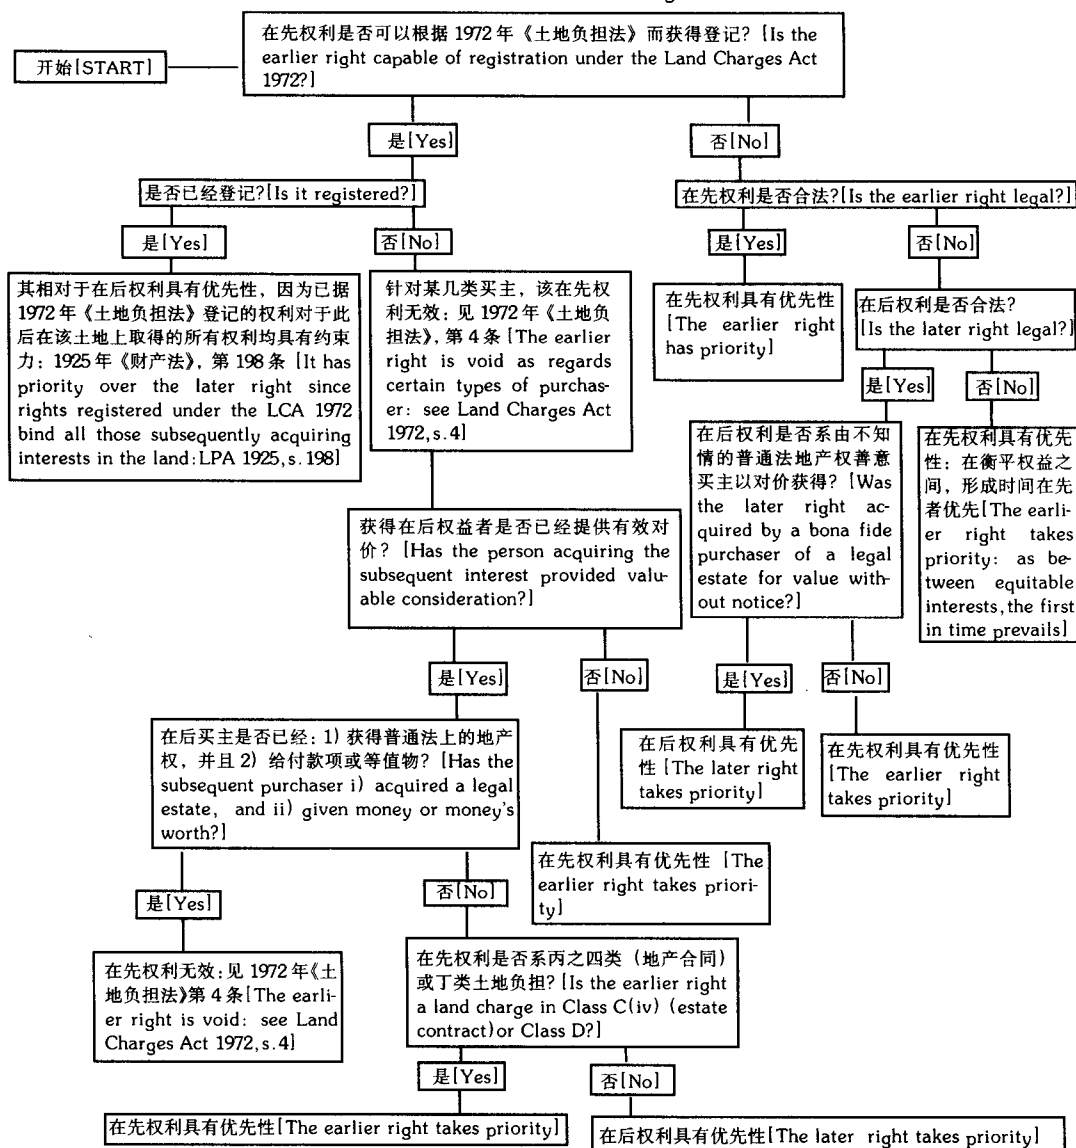 在先权利是否可以根据 1972 年《土地负担法》而获得登记? [Is the
earlier right capable of registration under the Land Charges Act
1972?]
开始[START]
是[Yes]
否[No]
是否已经登记?[Is it registered?]
在先权利是否合法?[Is the earlier right legal?]
是[Yes]
否[No]
是[Yes]
否[No]
其相对于在后权利具有优先性，因为已据
1972年《土地负担法》登记的权利对于此
后在该土地上取得的所有权利均具有约束
力: 1925年《财产法》, 第 198 条 [It has
priority over the later right since
rights registered under the LCA 1972
bind all those subsequently acquiring
interests in the land:LPA 1925,s.198]
针对某几类买主，该在先权
利无效: 见 1972 年《土地负
担法》, 第 4 条 [The earlier
right is void as regards
certain types of purchas-
er: see Land Charges Act
1972,s.4]
在先权利具有优先性
[The earlier right
has priority]
在后权利是否合法?
[Is the later right legal?]
是[Yes]
否[No]
在后权利是否系由不知
情的普通法地产权善意
买主以对价获得? [Was
the later right ac-
quired by a bona fide
purchaser of a legal
estate for value with-
out notice?]
在先权利具有优先
性: 在衡平权益之
间，形成时间在先
者优先[The earli-
er right takes
priority: as be-
tween equitable
interests,the first
in time prevails]
获得在后权益者是否已经提供有效对
价? [Has the person acquiring the
subsequent interest provided valu-
able consideration?]
是[Yes]
否[No]
是[Yes]
否[No]
在后买主是否已经: 1) 获得普通法上的地产
权，并且 2) 给付款项或等值物? [Has the
subsequent purchaser i) acquired a legal
estate, and ii) given money or money's
worth?]
在后权利具有优先
性 [The later right
takes priority]
在先权利具有优先性
[The earlier right
takes priority]
在先权利具有优先性 [The
earlier right takes priori-
ty]
是[Yes]
否[No]
在先权利无效:见 1972 年《土
地负担法》第 4 条[The earli-
er right is void: see Land
Charges Act 1972,s.4]
在先权利是否系丙之四类 (地产合同)
或丁类土地负担? [Is the earlier right
a land charge in Class C(iv) (estate
contract)or Class D?]
是[Yes]
否[No]
在先权利具有优先性[The earlier right takes priority]
在后权利具有优先性[The later right takes priority]